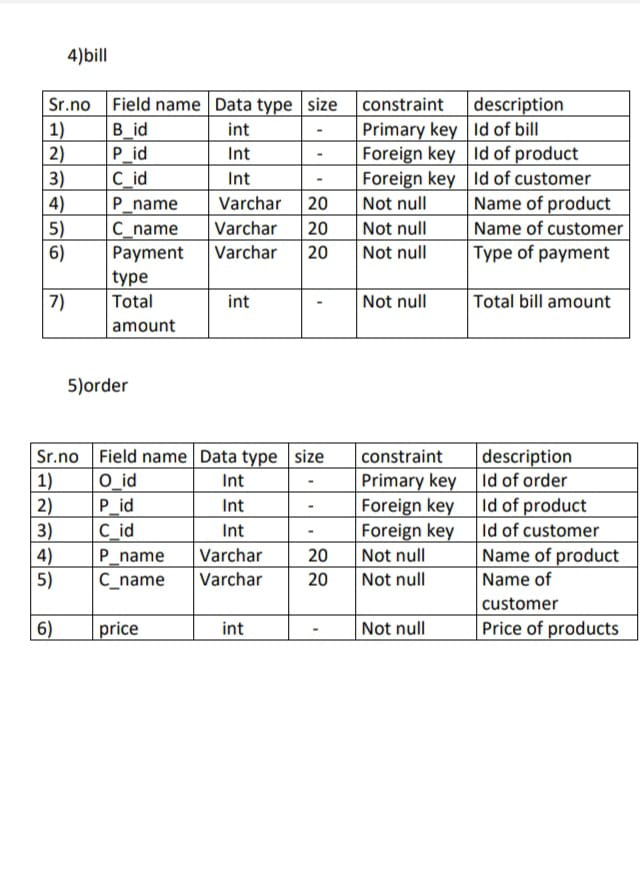 4)bill
Sr.no Field name Data type size constraint description
1) B_id int - Primary key Id of bill
2) P_id Int - Foreign key Id of product
3) C_id Int - Foreign key Id of customer
4) P_name Varchar 20 Not null Name of product
5) C_name Varchar 20 Not null Name of customer
6) Payment Varchar 20 Not null Type of payment
type
7) Total int - Not null Total bill amount
amount
5)order
Sr.no Field name Data type size constraint description
1) O_id Int - Primary key Id of order
2) P_id Int - Foreign key Id of product
3) C_id Int - Foreign key Id of customer
4) P_name Varchar 20 Not null Name of product
5) C_name Varchar 20 Not null Name of
customer
6) price int - Not null Price of products